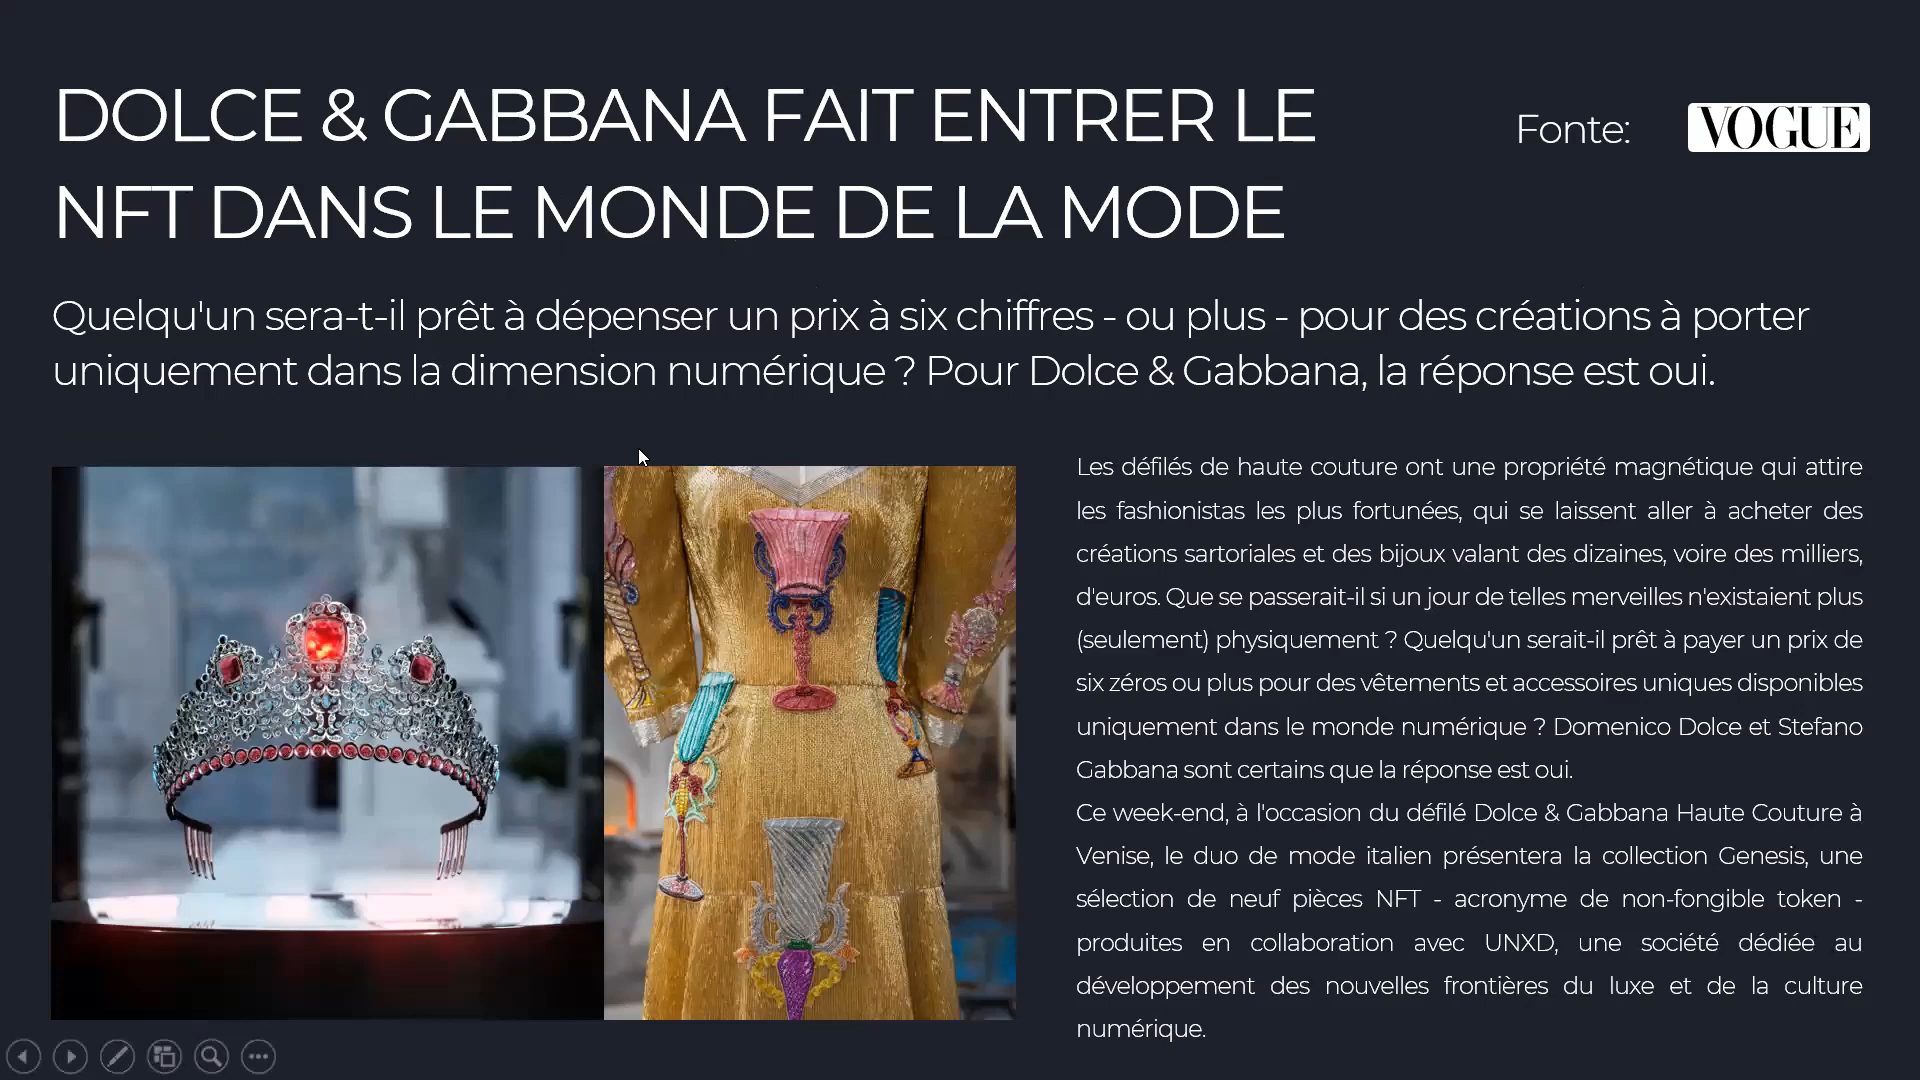 DOLCE & GABBANA FAIT ENTRER LE
NFT DANS LE MONDE DE LA MODE
Fonte:
VOGUE
Quelqu'un sera-t-il prêt à dépenser un prix à six chiffres - ou plus - pour des créations à porter
uniquement dans la dimension numérique ? Pour Dolce & Gabbana, la réponse est oui.
Les défilés de haute couture ont une propriété magnétique qui attire
les fashionistas les plus fortunées, qui se laissent aller à acheter des
créations sartoriales et des bijoux valant des dizaines, voire des milliers,
d'euros. Que se passerait-il si un jour de telles merveilles n'existaient plus
(seulement) physiquement ? Quelqu'un serait-il prêt à payer un prix de
six zéros ou plus pour des vêtements et accessoires uniques disponibles
uniquement dans le monde numérique ? Domenico Dolce et Stefano
Gabbana sont certains que la réponse est oui.
Ce week-end, à l'occasion du défilé Dolce & Gabbana Haute Couture à
Venise, le duo de mode italien présentera la collection Genesis, une
sélection de neuf pièces NFT - acronyme de non-fongible token -
produites en collaboration avec UNXD, une société dédiée au
développement des nouvelles frontières du luxe et de la culture
numérique.